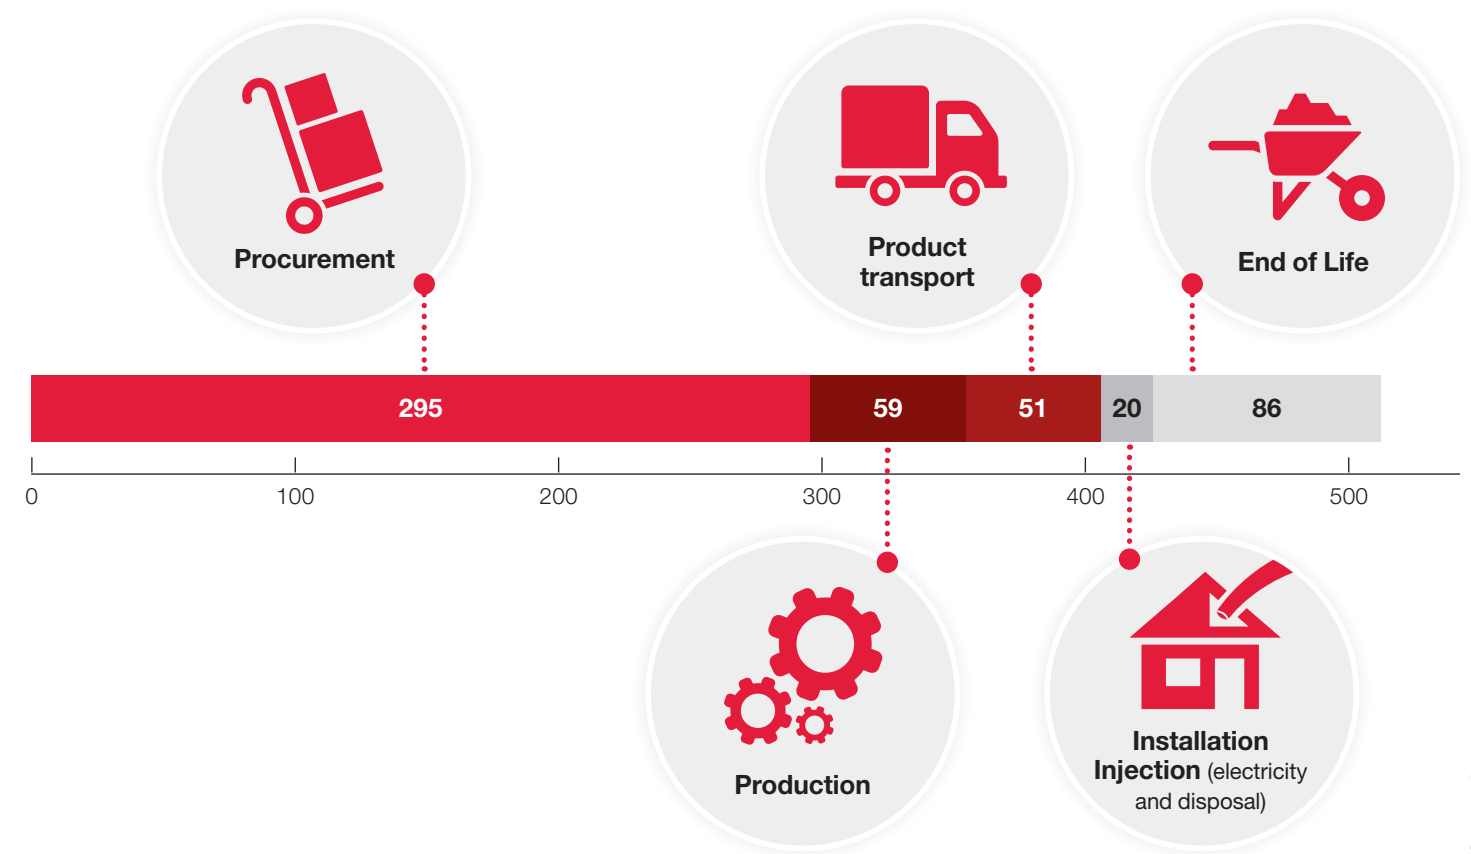 Procurement
Product
transport
End of Life
295
59
51
20
86
0
100
200
300
400
500
Production
Installation
Injection (electricity
and disposal)